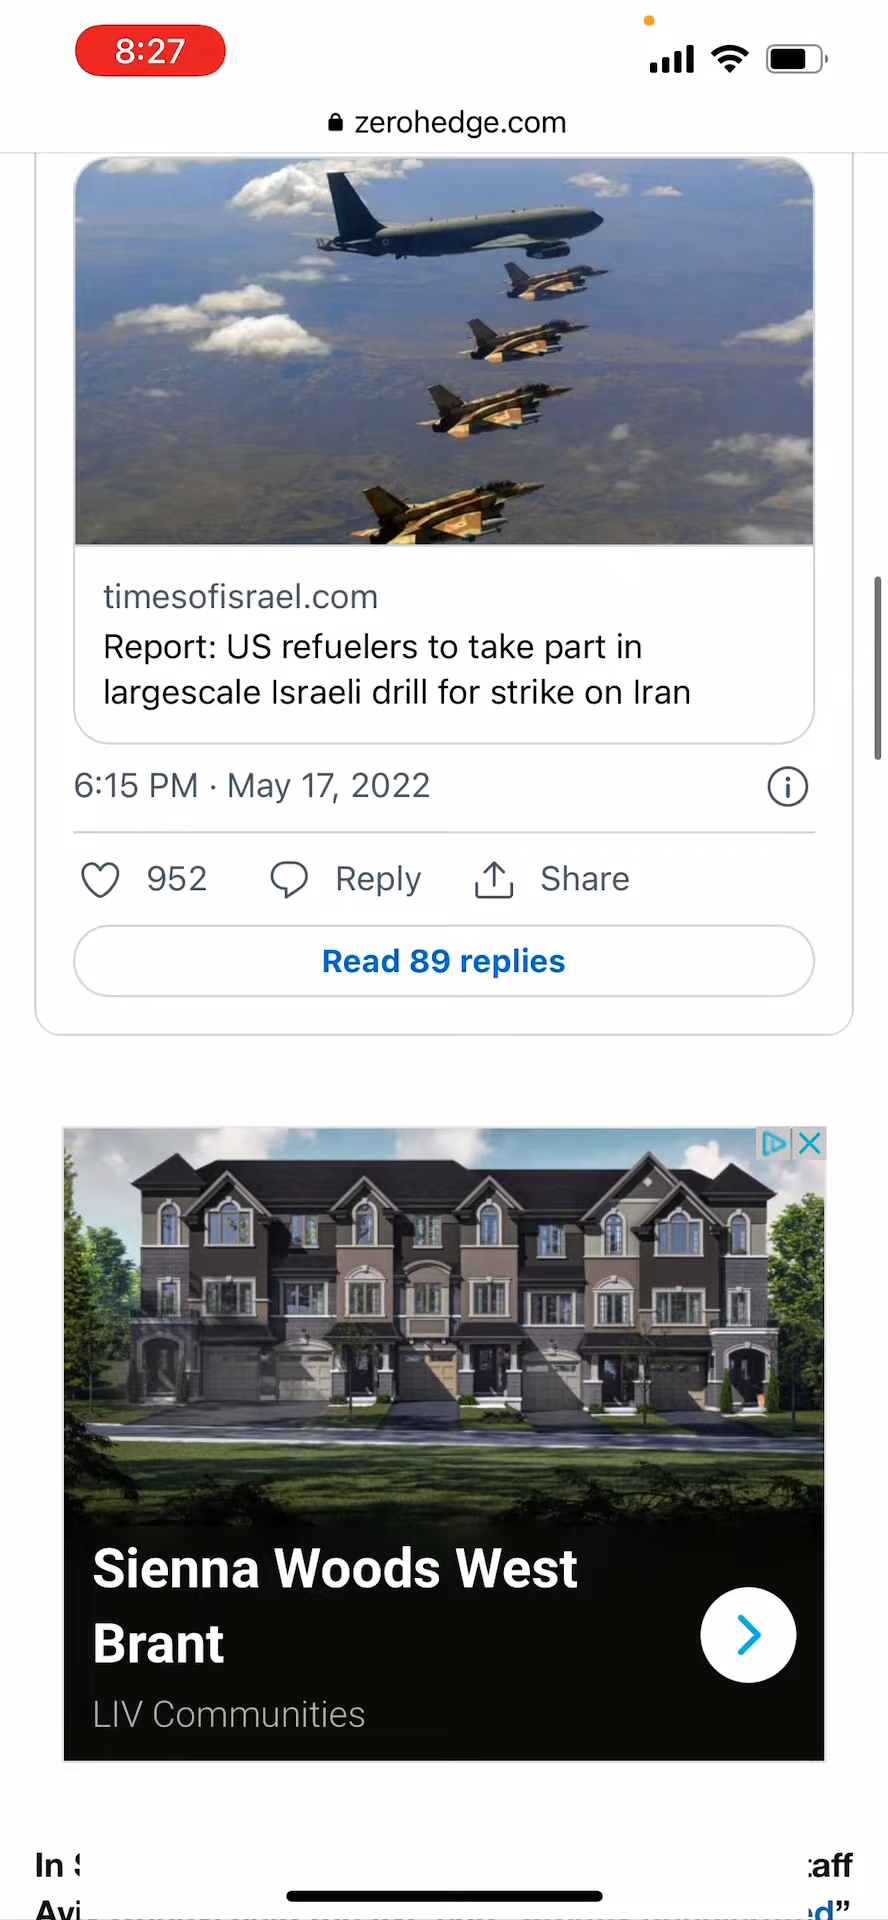 8:27
zerohedge.com
timesofisrael.com
Report: US refuelers to take part in
largescale Israeli drill for strike on Iran
6:15 PM · May 17, 2022
952 Reply Share
Read 89 replies
Sienna Woods West
Brant
LIV Communities
In